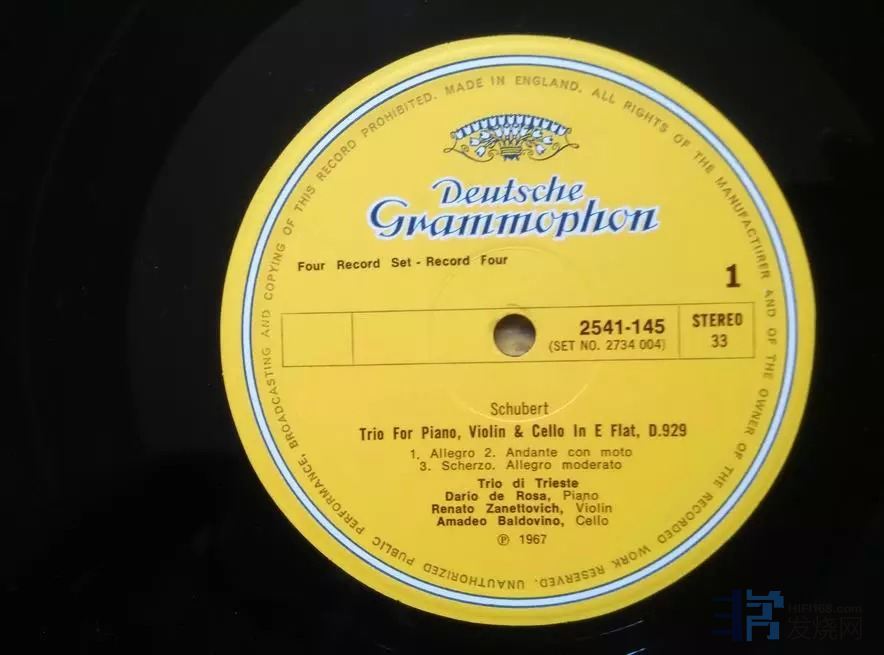 UNAUTHORIZED PUBLIC PERFORMANCE, BROADCASTING AND COPYING OF THIS RECORD PROHIBITED. MADE IN ENGLAND. ALL RIGHTS OF THE MANUFACTURER AND OF THE OWNER OF THE RECORDED WORK RESERVED.
Deutsche
Grammophon
Four Record Set - Record Four
1
2541-145
(SET NO. 2734 004)
STEREO
33
Schubert
Trio For Piano, Violin & Cello In E Flat, D.929
1. Allegro 2. Andante con moto
3. Scherzo. Allegro moderato
Trio di Trieste
Dario de Rosa, Piano
Renato Zanettovich, Violin
Amadeo Baldovino, Cello
℗ 1967
HIFI168.com
发烧网